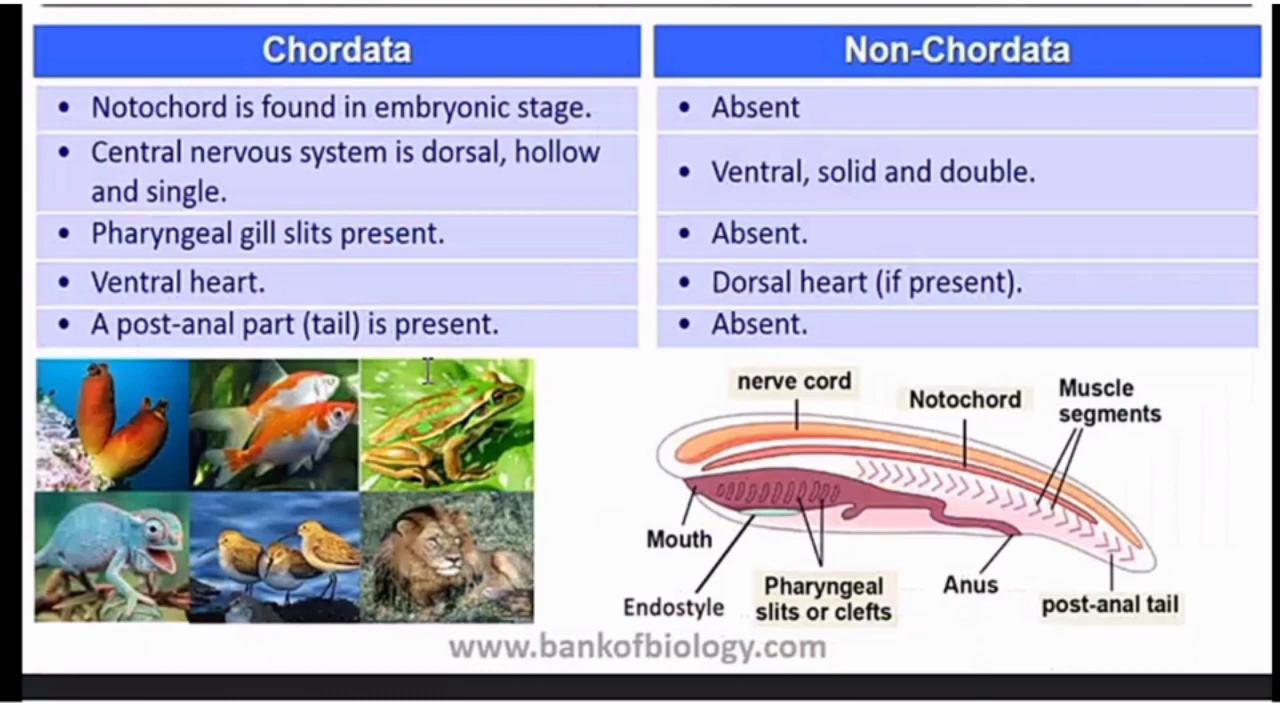 Chordata
Non-Chordata
• Notochord is found in embryonic stage.
• Absent
• Central nervous system is dorsal, hollow
and single.
• Ventral, solid and double.
• Pharyngeal gill slits present.
• Absent.
• Ventral heart.
• Dorsal heart (if present).
• A post-anal part (tail) is present.
• Absent.
nerve cord
Notochord
Muscle
segments
Mouth
Endostyle
Pharyngeal
slits or clefts
Anus
post-anal tail
www.bankofbiology.com